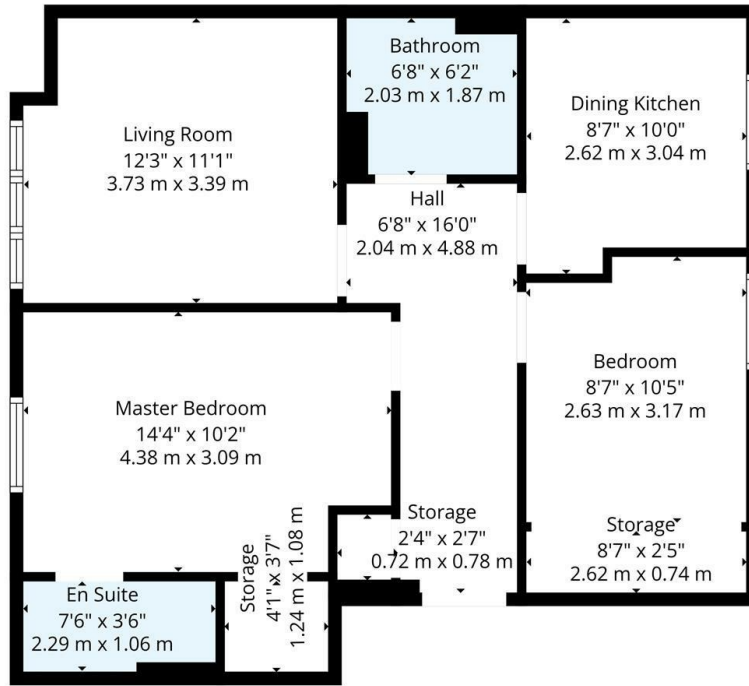 Bathroom
6'8" x 6'2"
2.03 m x 1.87 m
Dining Kitchen
8'7" x 10'0"
2.62 m x 3.04 m
Living Room
12'3" x 11'1"
3.73 m x 3.39 m
Hall
6'8" x 16'0"
2.04 m x 4.88 m
Bedroom
8'7" x 10'5"
2.63 m x 3.17 m
Master Bedroom
14'4" x 10'2"
4.38 m x 3.09 m
Storage
2'4" x 2'7"
0.72 m x 0.78 m
Storage
8'7" x 2'5"
2.62 m x 0.74 m
Storage
4'1" x 3'7"
1.24 m x 1.08 m
En Suite
7'6" x 3'6"
2.29 m x 1.06 m